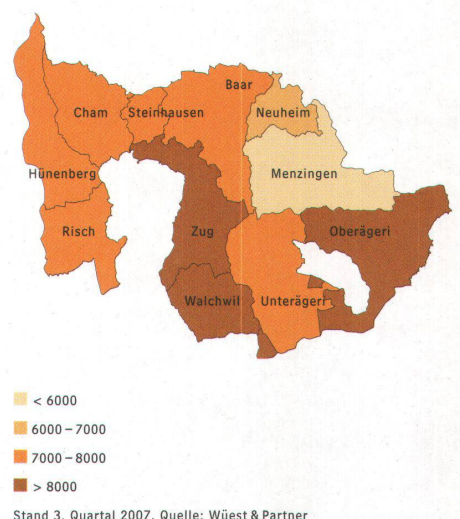 Baar
Cham
Steinhausen
Neuheim
Hünenberg
Menzingen
Risch
Zug
Oberägeri
Walchwil
Unterägeri
< 6000
6000 – 7000
7000 – 8000
> 8000
Stand 3. Quartal 2007. Quelle: Wüest & Partner